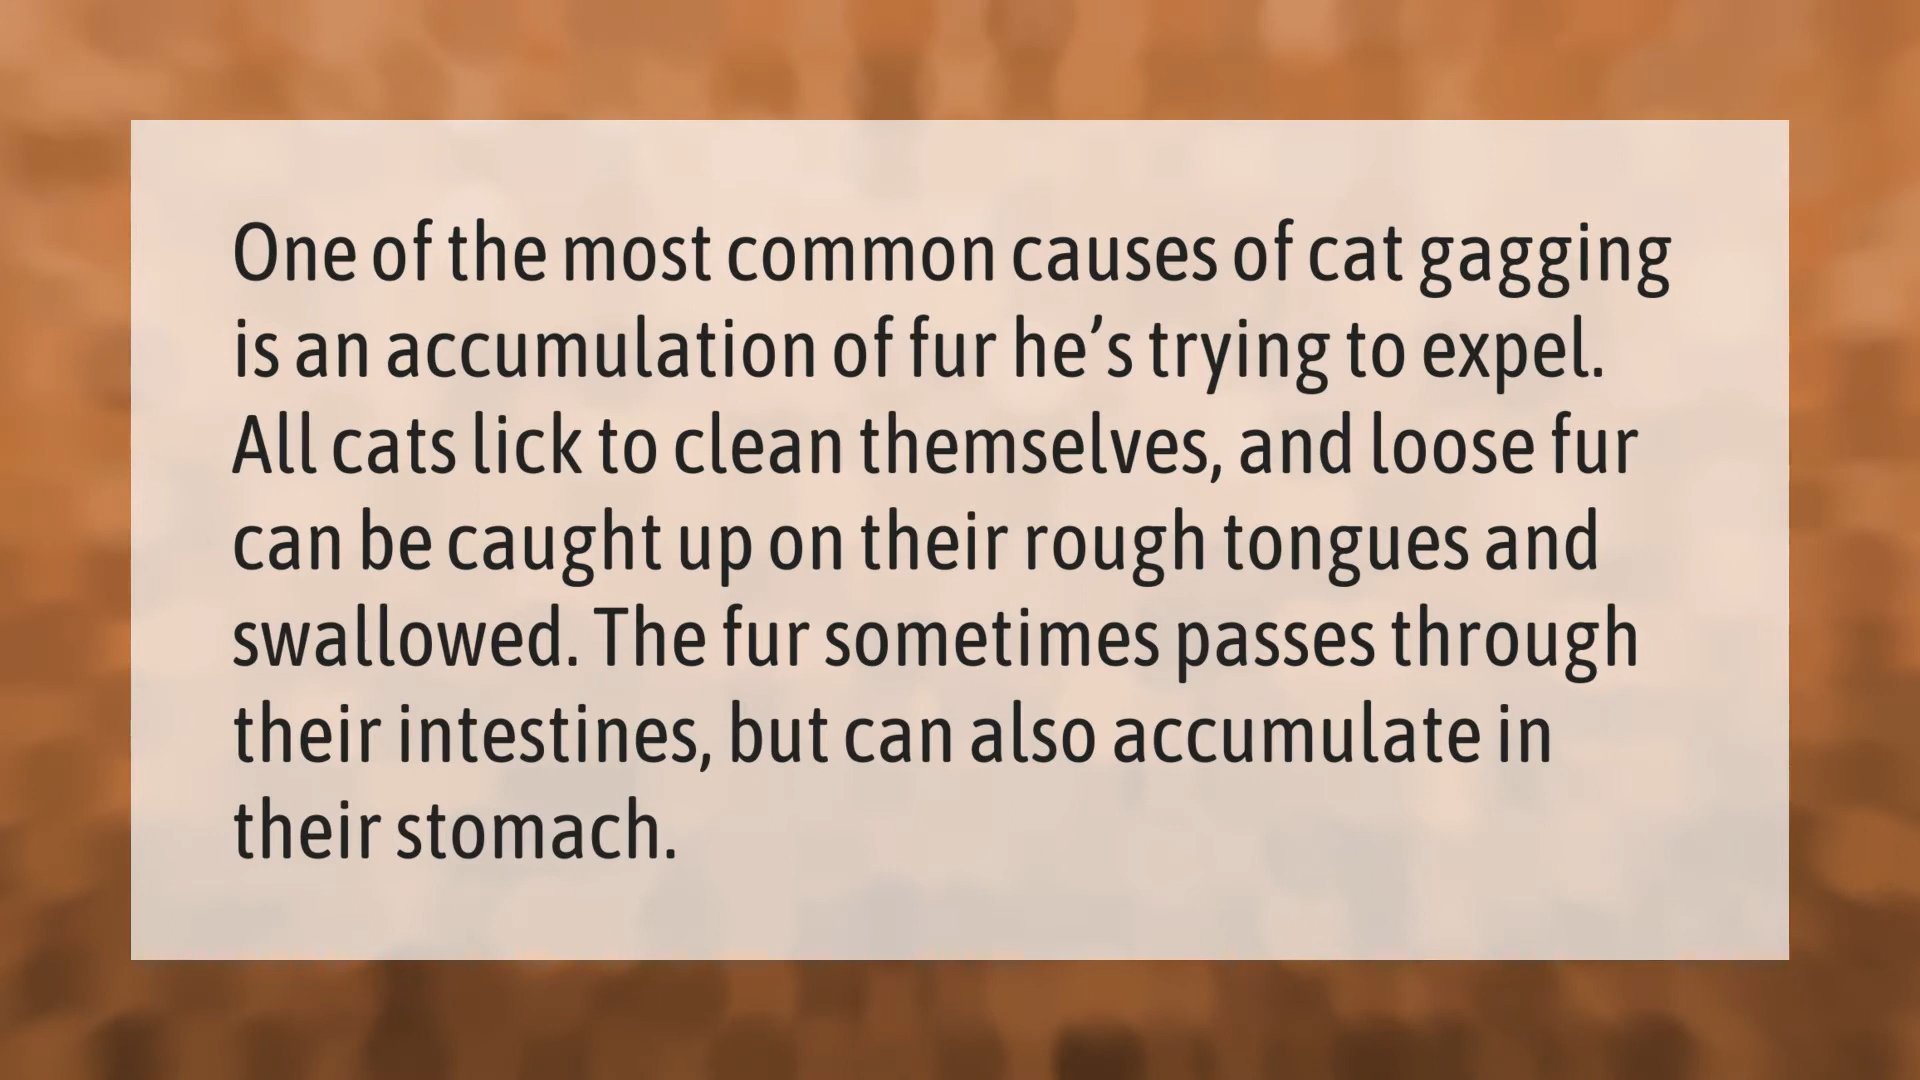 One of the most common causes of cat gagging
is an accumulation of fur he’s trying to expel.
All cats lick to clean themselves, and loose fur
can be caught up on their rough tongues and
swallowed. The fur sometimes passes through
their intestines, but can also accumulate in
their stomach.